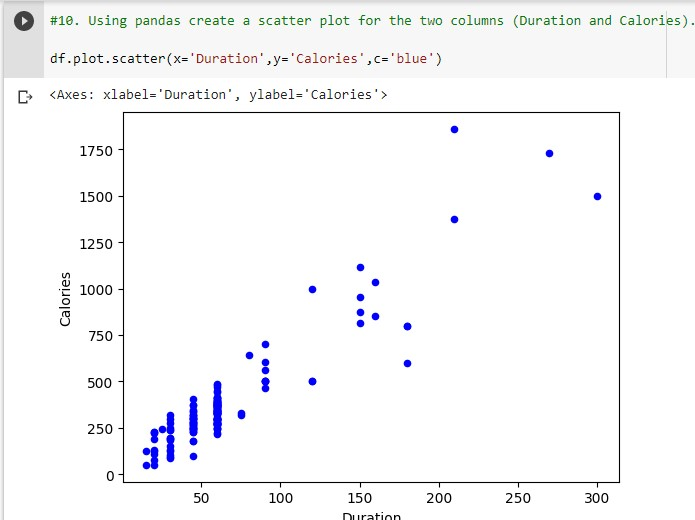 #10. Using pandas create a scatter plot for the two columns (Duration and Calories).
df.plot.scatter(x='Duration',y='Calories',c='blue')
<Axes: xlabel='Duration', ylabel='Calories'>
1750
1500
1250
1000
750
500
250
0
Calories
50 100 150 200 250 300
Duration